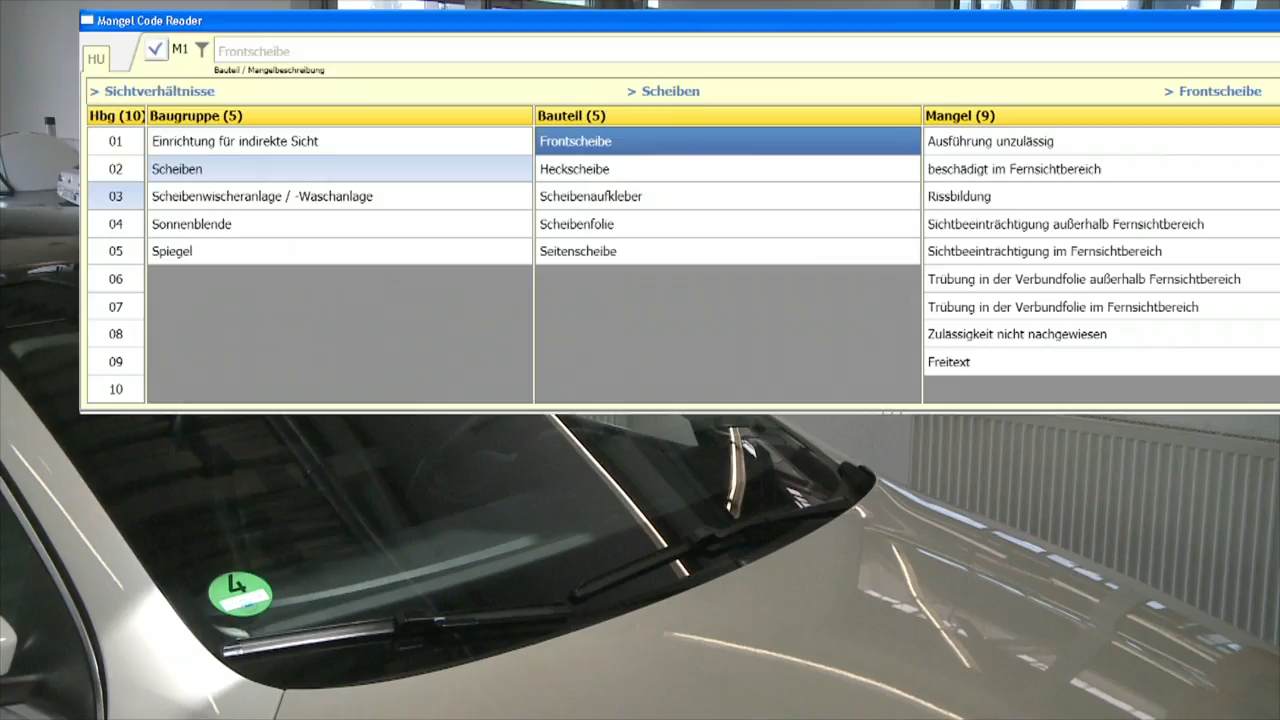 Mangel Code Reader
HU
M1
Frontscheibe
Bauteil / Mangelbeschreibung
> Sichtverhältnisse > Scheiben > Frontscheibe
Hbg (10) Baugruppe (5) Bauteil (5) Mangel (9)
01 Einrichtung für indirekte Sicht Frontscheibe Ausführung unzulässig
02 Scheiben Heckscheibe beschädigt im Fernsichtbereich
03 Scheibenwischeranlage / -Waschanlage Scheibenaufkleber Rissbildung
04 Sonnenblende Scheibenfolie Sichtbeeinträchtigung außerhalb Fernsichtbereich
05 Spiegel Seitenscheibe Sichtbeeinträchtigung im Fernsichtbereich
06 Trübung in der Verbundfolie außerhalb Fernsichtbereich
07 Trübung in der Verbundfolie im Fernsichtbereich
08 Zulässigkeit nicht nachgewiesen
09 Freitext
10
4